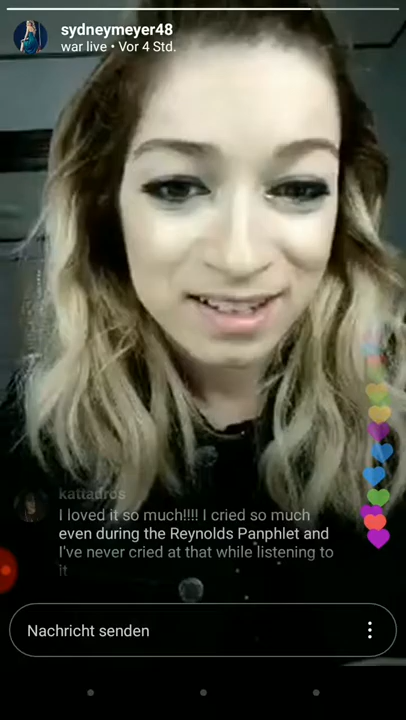 sydneymeyer48
war live • Vor 4 Std.
kattadros
I loved it so much!!!! I cried so much
even during the Reynolds Panphlet and
I've never cried at that while listening to
it
Nachricht senden